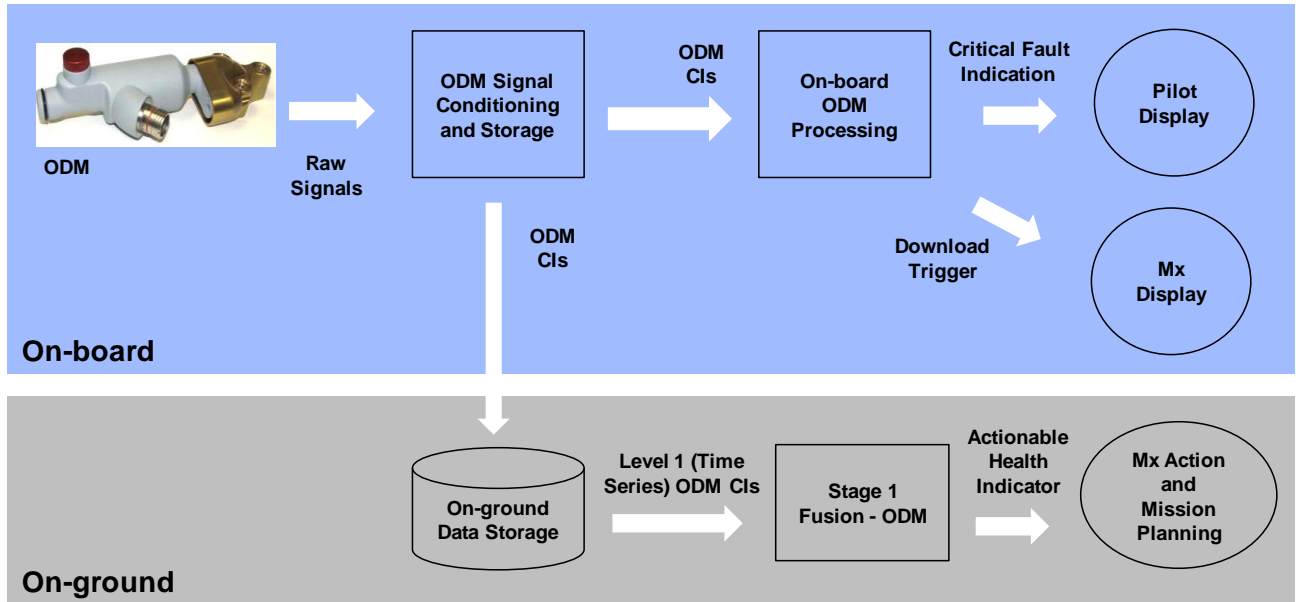 ODM
Raw
Signals
ODM Signal
Conditioning
and Storage
ODM
CIs
On-board
ODM
Processing
Critical Fault
Indication
Pilot
Display
Download
Trigger
Mx
Display
ODM
CIs
On-board
On-ground
Data Storage
Level 1 (Time
Series) ODM CIs
Stage 1
Fusion - ODM
Actionable
Health
Indicator
Mx Action
and
Mission
Planning
On-ground